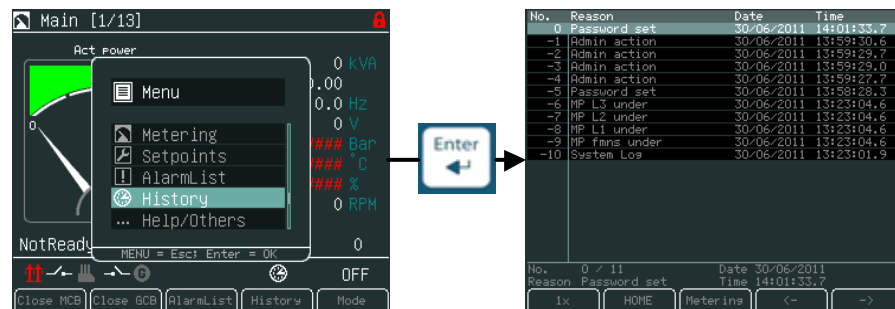 Main [1/13]
Act power
0 kVA
0.00
0.0 Hz
0 V
#### Bar
#### °C
#### %
0 RPM
0
Menu
Metering
Setpoints
AlarmList
History
... Help/Others
MENU = Esc; Enter = OK
NotReady
0
G
OFF
Close MCB
Close GCB
AlarmList
History
Mode
Enter
No. Reason Date Time
0 Password set 30/06/2011 14:01:33.7
-1 Admin action 30/06/2011 13:59:30.6
-2 Admin action 30/06/2011 13:59:29.7
-3 Admin action 30/06/2011 13:59:29.0
-4 Admin action 30/06/2011 13:59:27.7
-5 Password set 30/06/2011 13:58:28.3
-6 MP L3 under 30/06/2011 13:23:04.6
-7 MP L2 under 30/06/2011 13:23:04.6
-8 MP L1 under 30/06/2011 13:23:04.6
-9 MP fmns under 30/06/2011 13:23:04.6
-10 System Log 30/06/2011 13:23:01.9
No. 0 / 11 Date 30/06/2011
Reason Password set Time 14:01:33.7
1x
HOME
Metering
<-
->